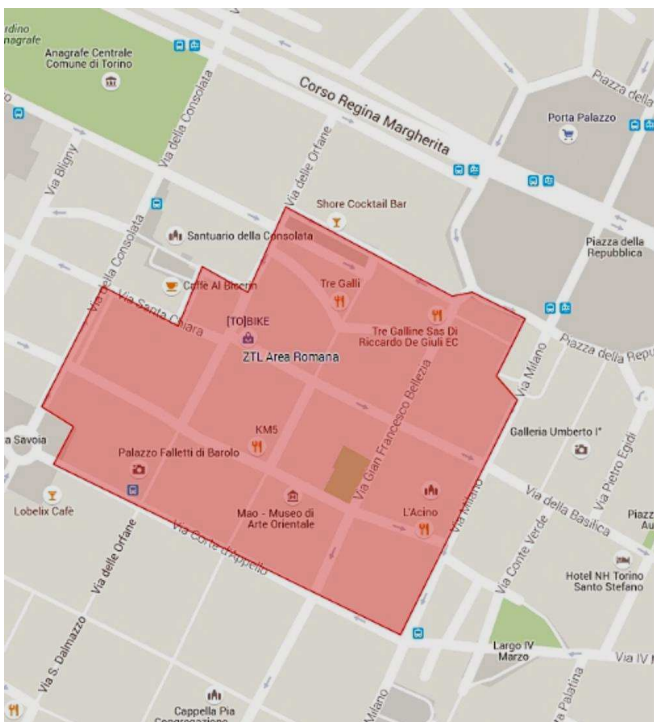 rdino
nagrafe
Anagrafe Centrale
Comune di Torino
Via della Consolata
Corso Regina Margherita
Piazza della
Porta Palazzo
Via Bligny
Via delle Orfane
Shore Cocktail Bar
Santuario della Consolata
Piazza della
Repubblica
Via della Consolata
Caffè Al Bicerin
Tre Galli
Via Santa Chiara
[TO]BIKE
Tre Galline Sas Di
Riccardo De Giuli EC
ZTL Area Romana
Via Milano
Piazza della Repu
Via Gian Francesco Bellezia
KM5
Galleria Umberto I°
a Savoia
Palazzo Falletti di Barolo
Via Pietro Egidi
L'Acino
Via Milano
Via della Basilica
Lobelix Cafè
Mao - Museo di
Arte Orientale
Piazz
Au
Via Corte d'Appello
Via delle Orfane
Via Conte Verde
Hotel NH Torino
Santo Stefano
Via S. Dalmazzo
Largo IV
Marzo
Via IV M
Cappella Pia
Congregazione
Milano
a Palatina